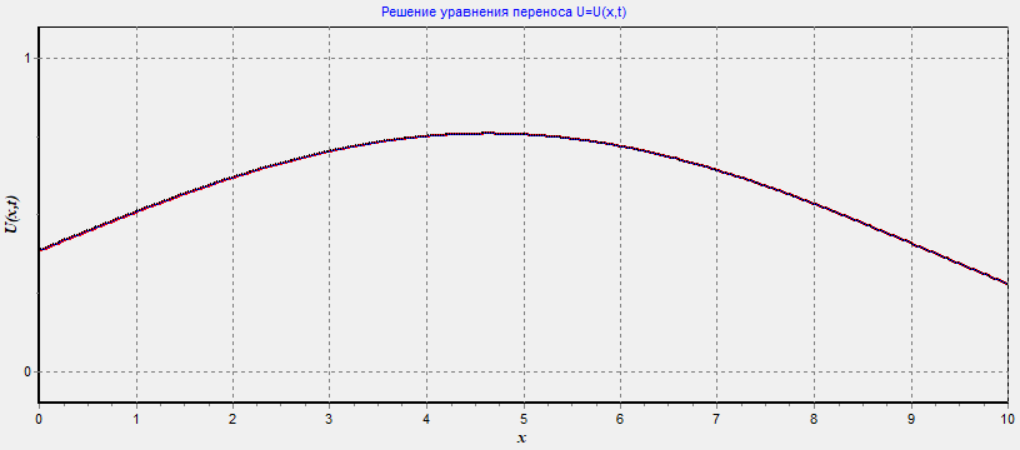 Решение уравнения переноса U=U(x,t)
1
U(x,t)
0
0 1 2 3 4 5 6 7 8 9 10
x